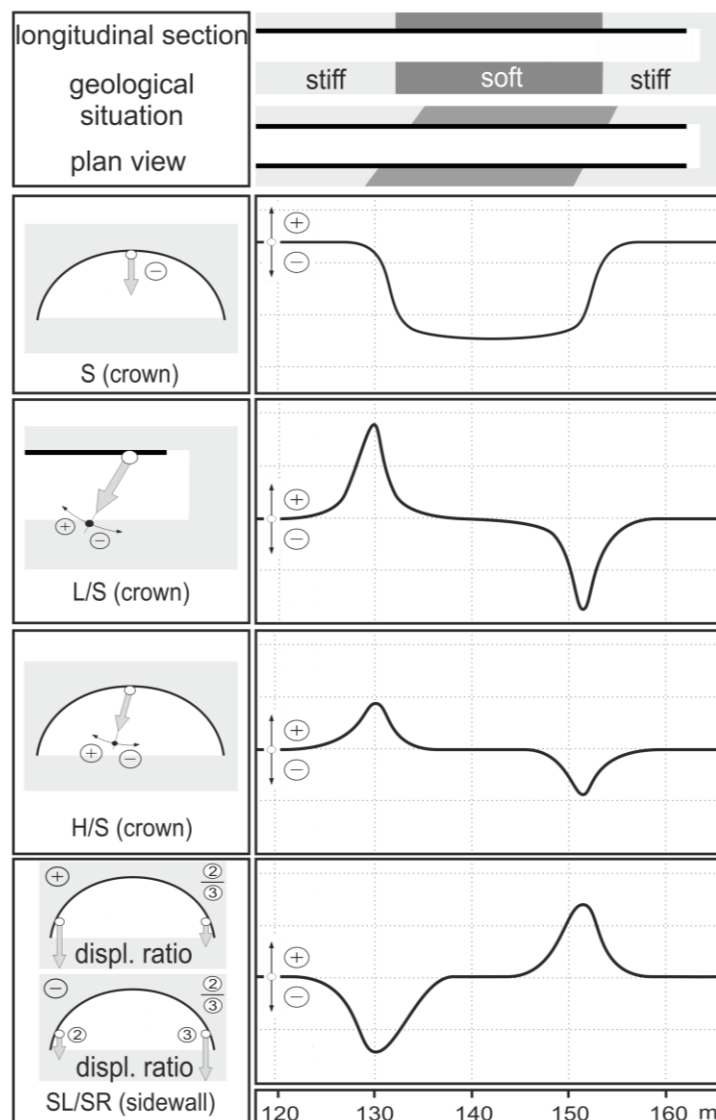 longitudinal section
geological
situation
plan view
stiff
soft
stiff
+
−
−
S (crown)
+
−
+
−
L/S (crown)
+
−
+
−
H/S (crown)
+
2
3
displ. ratio
−
2
3
2
3
displ. ratio
SL/SR (sidewall)
+
−
120 130 140 150 160 m